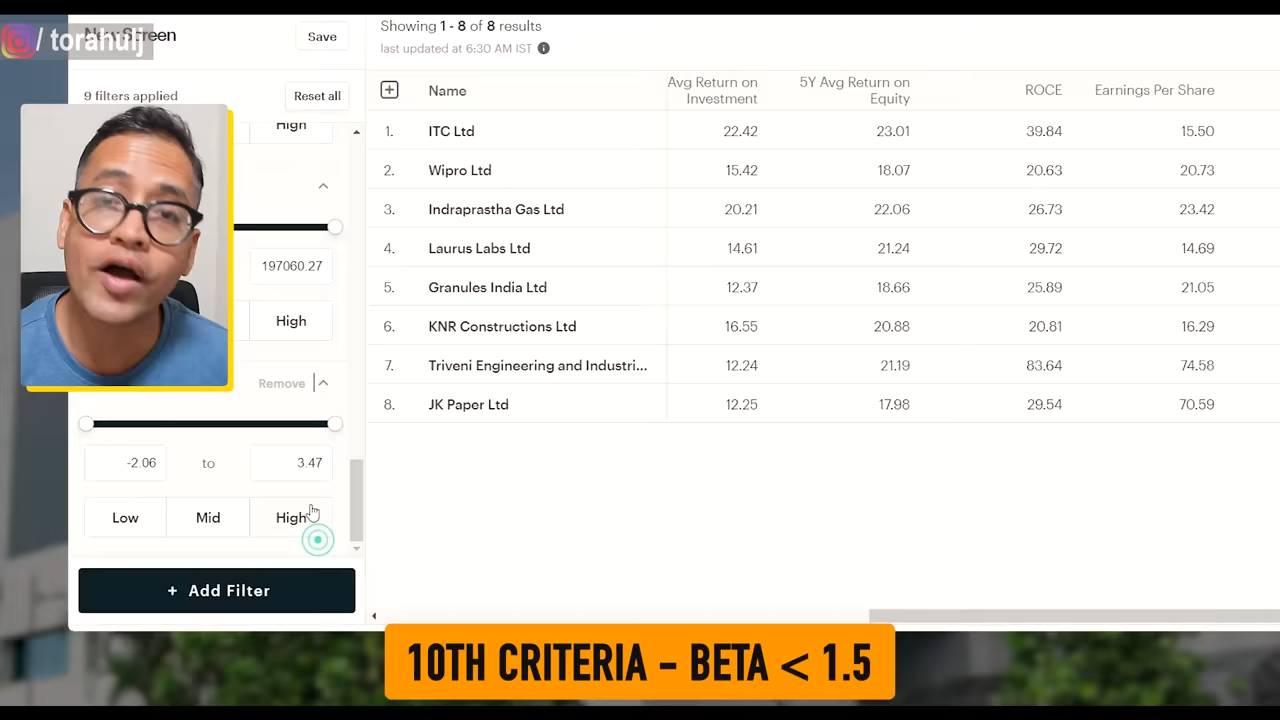 / torahulj
New Screen
Save
9 filters applied
Reset all
High
197060.27
High
Remove
-2.06 to 3.47
Low Mid High
+ Add Filter
Showing 1 - 8 of 8 results
last updated at 6:30 AM IST
Name Avg Return on Investment 5Y Avg Return on Equity ROCE Earnings Per Share
1. ITC Ltd 22.42 23.01 39.84 15.50
2. Wipro Ltd 15.42 18.07 20.63 20.73
3. Indraprastha Gas Ltd 20.21 22.06 26.73 23.42
4. Laurus Labs Ltd 14.61 21.24 29.72 14.69
5. Granules India Ltd 12.37 18.66 25.89 21.05
6. KNR Constructions Ltd 16.55 20.88 20.81 16.29
7. Triveni Engineering and Industri... 12.24 21.19 83.64 74.58
8. JK Paper Ltd 12.25 17.98 29.54 70.59
10TH CRITERIA - BETA < 1.5